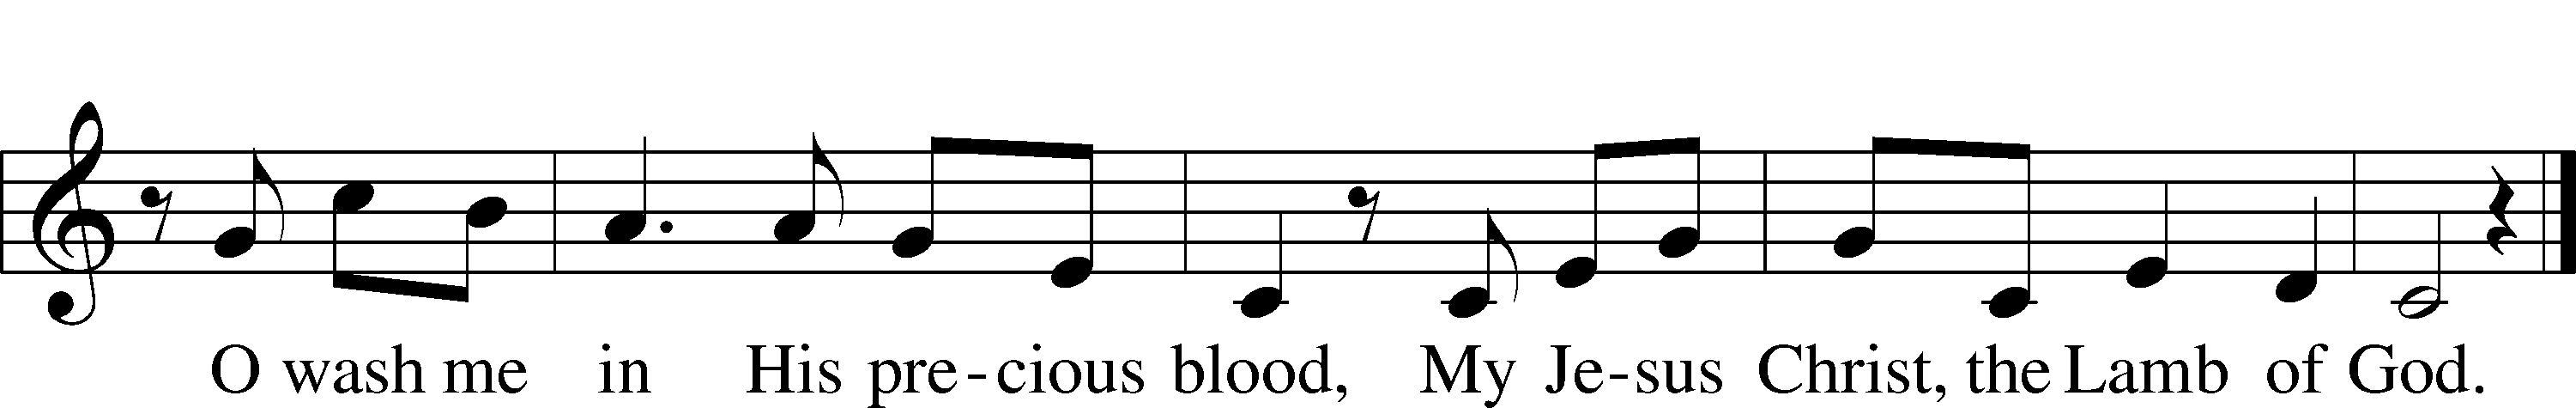 O wash me in His pre-cious blood, My Je-sus Christ, the Lamb of God.